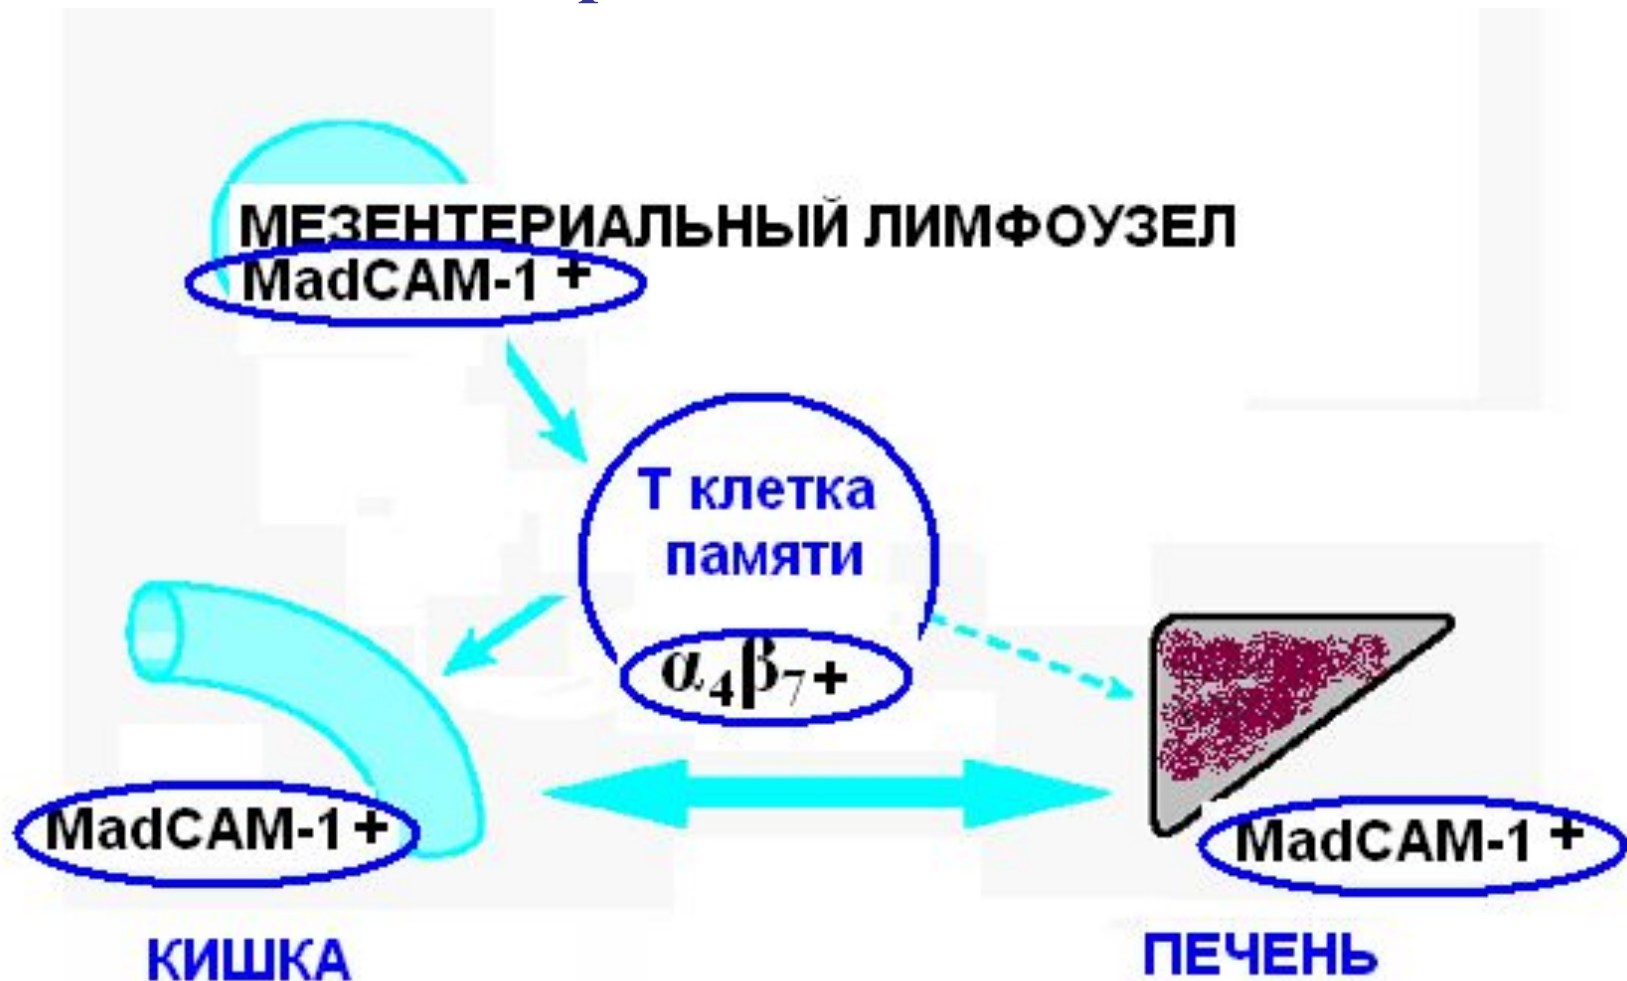 МЕЗЕНТЕРИАЛЬНЫЙ ЛИМФОУЗЕЛ
MadCAM-1 +
Т клетка
памяти
α₄β₇+
MadCAM-1+
MadCAM-1 +
КИШКА
ПЕЧЕНЬ